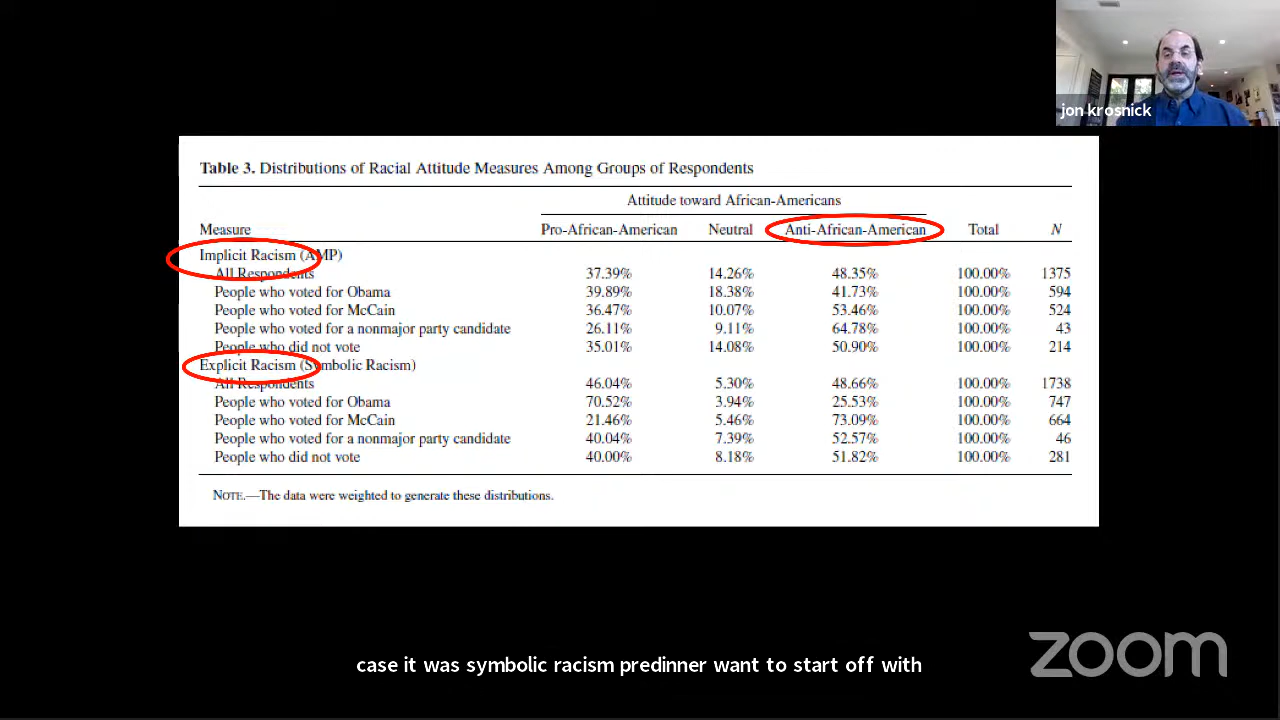 jon krosnick
Table 3. Distributions of Racial Attitude Measures Among Groups of Respondents
Attitude toward African-Americans
Measure Pro-African-American Neutral Anti-African-American Total N
Implicit Racism (AMP)
All Respondents 37.39% 14.26% 48.35% 100.00% 1375
People who voted for Obama 39.89% 18.38% 41.73% 100.00% 594
People who voted for McCain 36.47% 10.07% 53.46% 100.00% 524
People who voted for a nonmajor party candidate 26.11% 9.11% 64.78% 100.00% 43
People who did not vote 35.01% 14.08% 50.90% 100.00% 214
Explicit Racism (Symbolic Racism)
All Respondents 46.04% 5.30% 48.66% 100.00% 1738
People who voted for Obama 70.52% 3.94% 25.53% 100.00% 747
People who voted for McCain 21.46% 5.46% 73.09% 100.00% 664
People who voted for a nonmajor party candidate 40.04% 7.39% 52.57% 100.00% 46
People who did not vote 40.00% 8.18% 51.82% 100.00% 281
NOTE.—The data were weighted to generate these distributions.
zoom
case it was symbolic racism predinner want to start off with